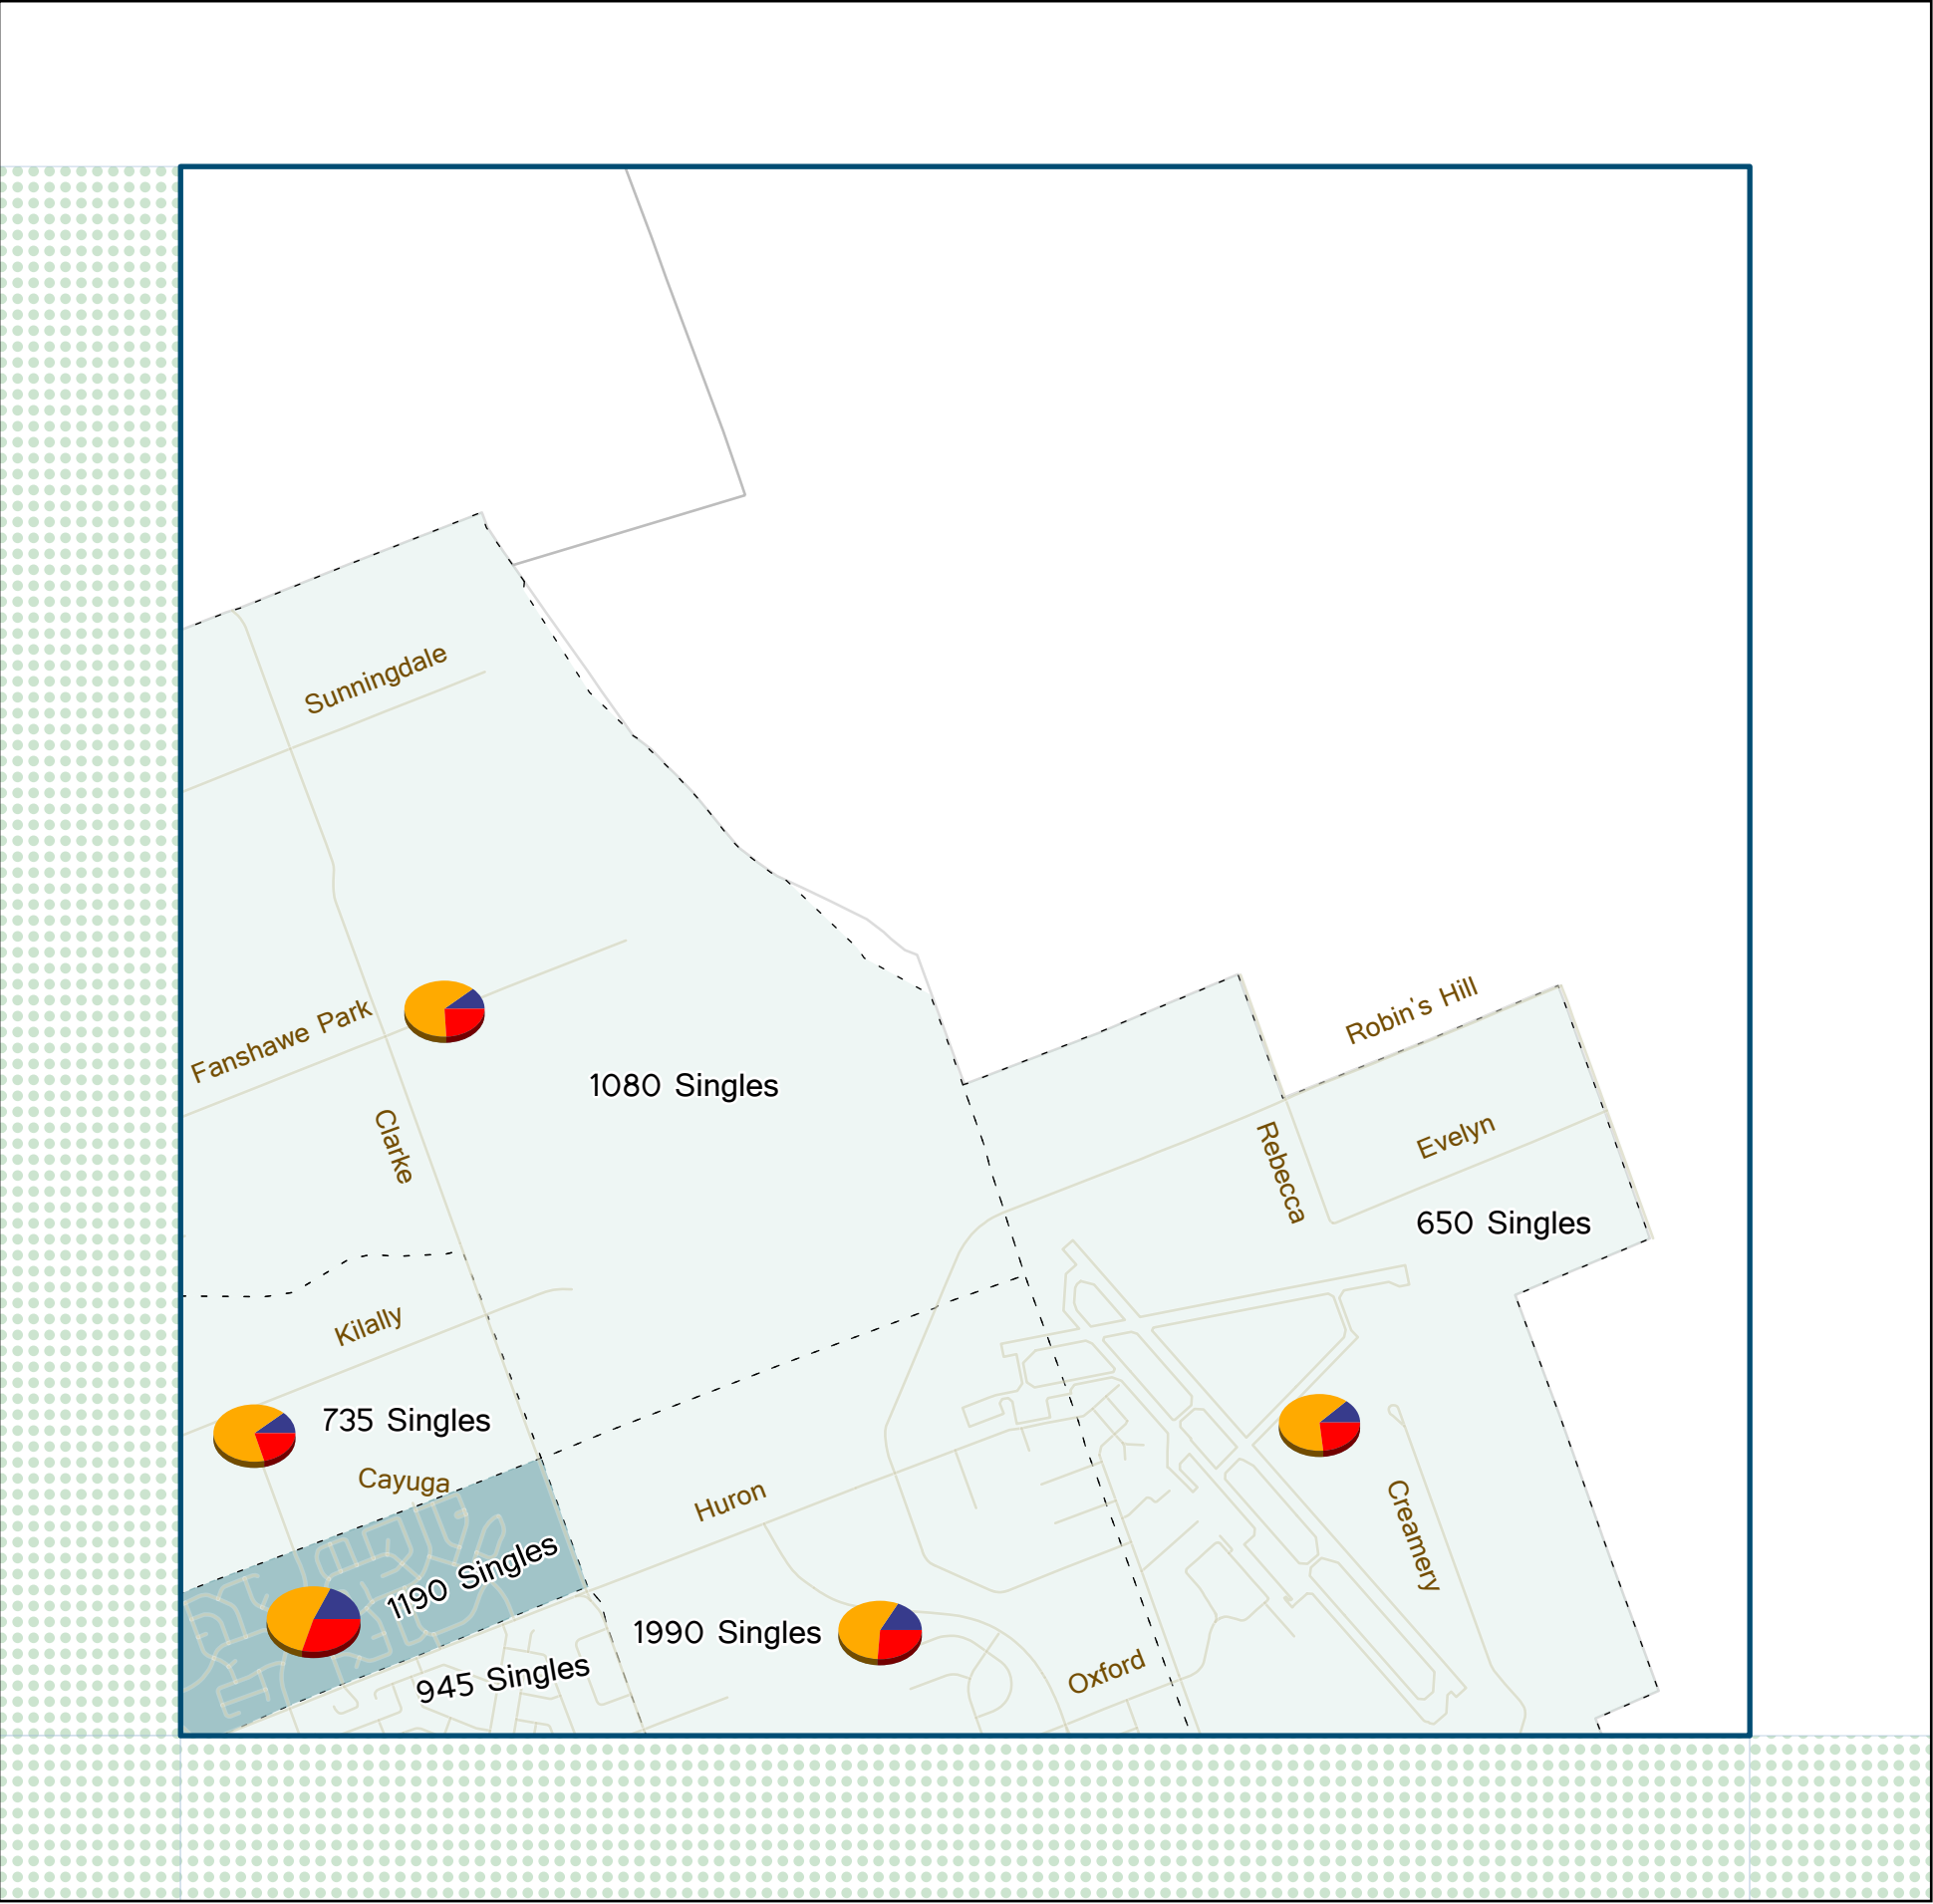 Sunningdale
Robin's Hill
Fanshawe Park
1080 Singles
Clarke
Rebecca
Evelyn
650 Singles
Kilally
735 Singles
Cayuga
Huron
Creamery
1190 Singles
1990 Singles
945 Singles
Oxford